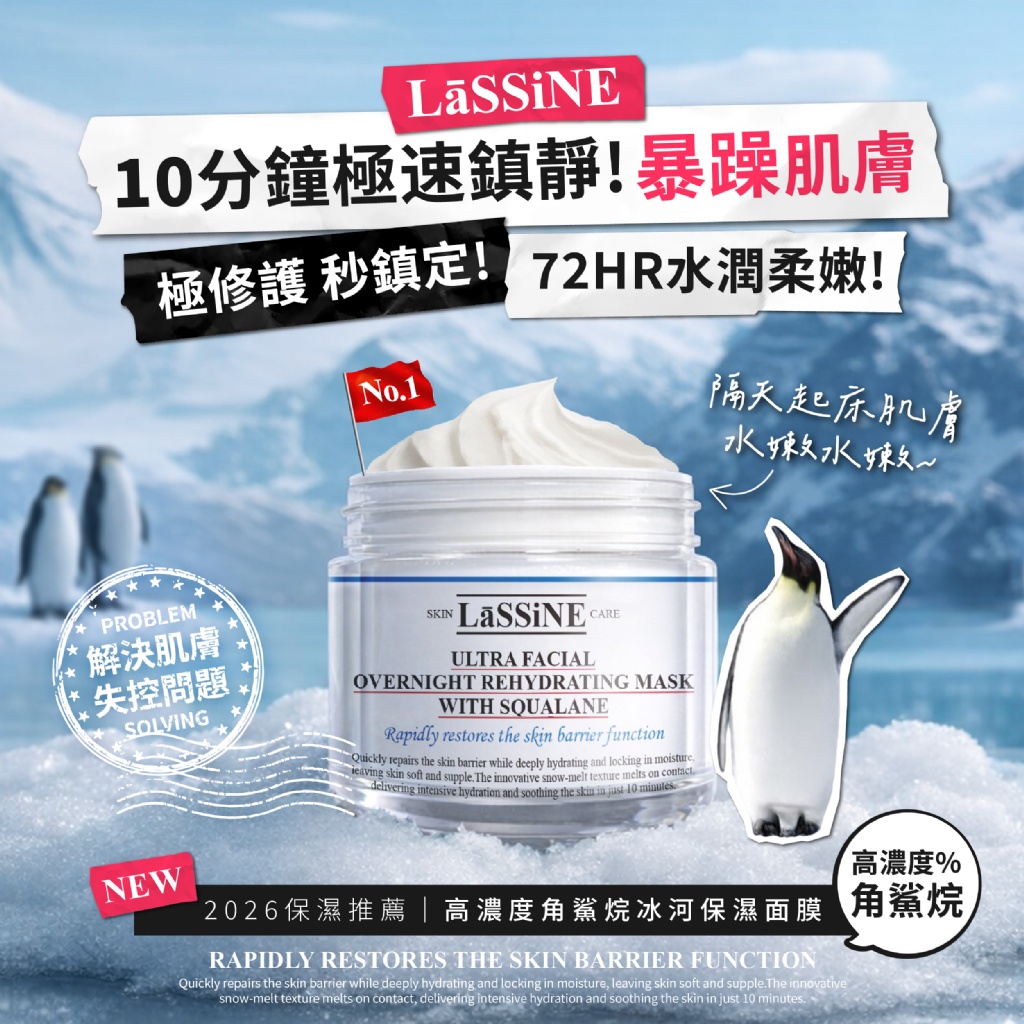 LāSSiNE
10分鐘極速鎮靜!暴躁肌膚
極修護 秒鎮定!
72HR水潤柔嫩!
No.1
隔天起床肌膚
水嫩水嫩~
PROBLEM
解決肌膚
失控問題
SOLVING
SKIN LāSSiNE CARE
ULTRA FACIAL
OVERNIGHT REHYDRATING MASK
WITH SQUALANE
Rapidly restores the skin barrier function
Quickly repairs the skin barrier while deeply hydrating and locking in moisture,
leaving skin soft and supple.The innovative snow-melt texture melts on contact,
delivering intensive hydration and soothing the skin in just 10 minutes.
高濃度%
角鯊烷
NEW
2026保濕推薦|高濃度角鯊烷冰河保濕面膜
RAPIDLY RESTORES THE SKIN BARRIER FUNCTION
Quickly repairs the skin barrier while deeply hydrating and locking in moisture, leaving skin soft and supple.The innovative
snow-melt texture melts on contact, delivering intensive hydration and soothing the skin in just 10 minutes.